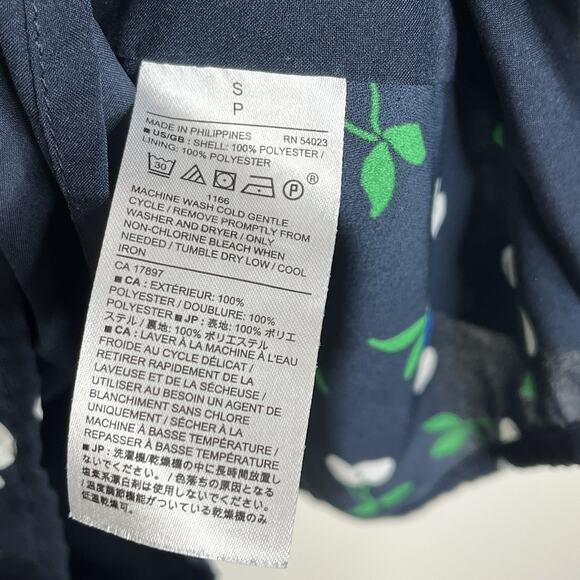 S
P
MADE IN PHILIPPINES RN 54023
■ US/GB : SHELL: 100% POLYESTER /
LINING: 100% POLYESTER
30 P ®
1166
MACHINE WASH COLD GENTLE
CYCLE / REMOVE PROMPTLY FROM
WASHER AND DRYER / ONLY
NON-CHLORINE BLEACH WHEN
NEEDED / TUMBLE DRY LOW / COOL
IRON
CA 17897
■ CA : EXTÉRIEUR: 100%
POLYESTER / DOUBLURE: 100%
POLYESTER ■ JP : 表地: 100% ポリエ
ステル / 裏地: 100% ポリエステル
■ CA : LAVER À LA MACHINE À L'EAU
FROIDE AU CYCLE DÉLICAT /
RETIRER RAPIDEMENT DE LA
LAVEUSE ET DE LA SÉCHEUSE /
UTILISER AU BESOIN UN AGENT DE
BLANCHIMENT SANS CHLORE
UNIQUEMENT / SÉCHER À LA
MACHINE À BASSE TEMPÉRATURE /
REPASSER À BASSE TEMPÉRATURE
■ JP : 洗濯機/乾燥機の中に長時間放置し
ないでください。/ 色落ちの原因となる
塩素系漂白剤は使用しないでください。
/ 温度調節機能がついている乾燥機のみ
低温乾燥可。